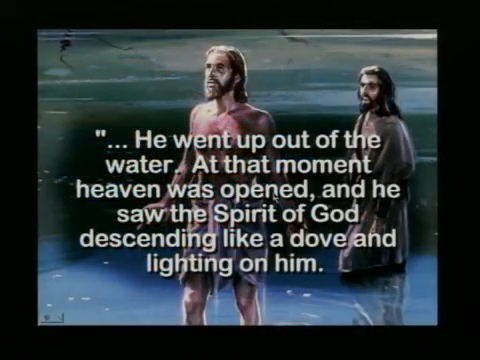 "... He went up out of the
water. At that moment
heaven was opened, and he
saw the Spirit of God
descending like a dove and
lighting on him.